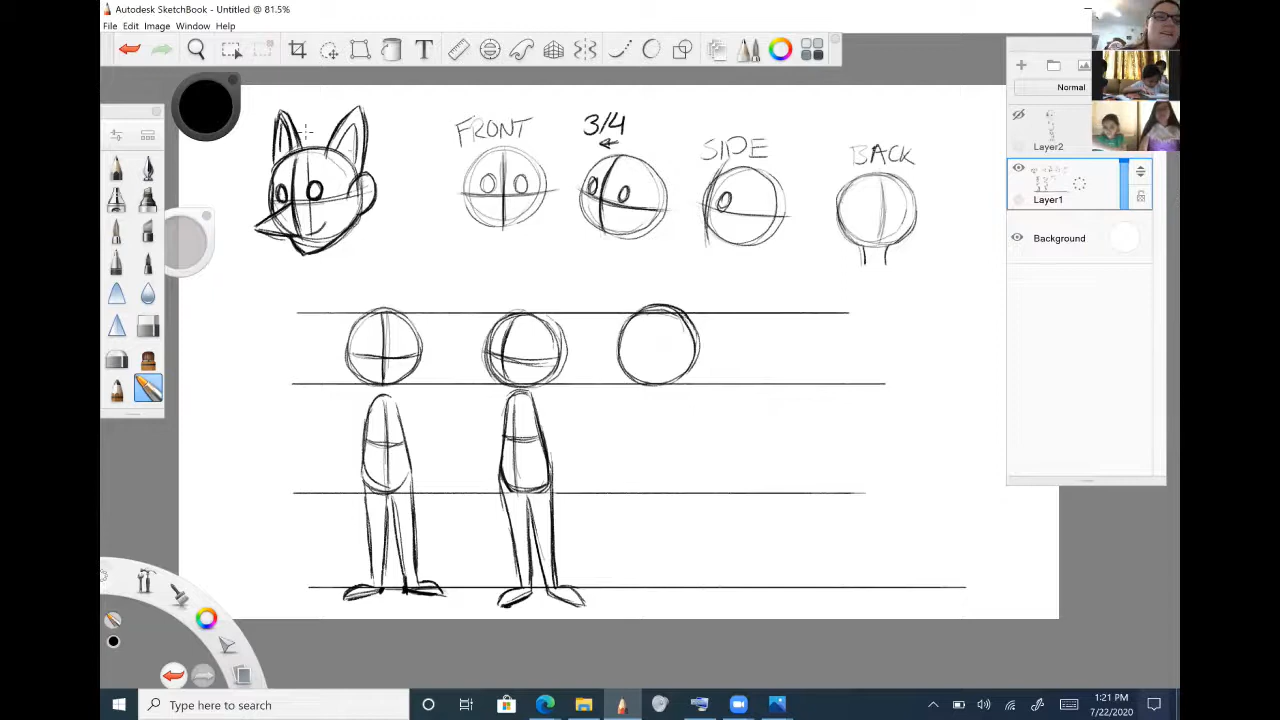 Autodesk SketchBook - Untitled @ 81.5%
File Edit Image Window Help
T
Normal
Layer2
Layer1
Background
FRONT
3/4
SIDE
BACK
Type here to search
1:21 PM
7/22/2020